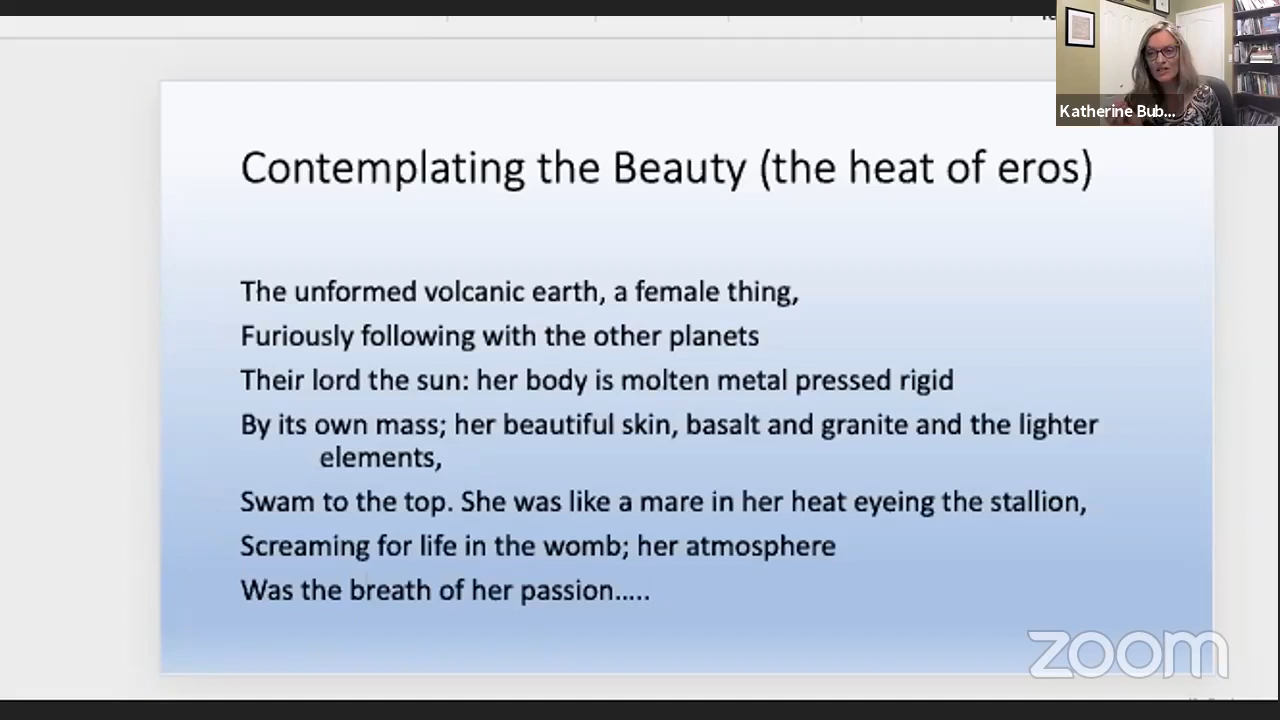 Katherine Bub...
Contemplating the Beauty (the heat of eros)
The unformed volcanic earth, a female thing,
Furiously following with the other planets
Their lord the sun: her body is molten metal pressed rigid
By its own mass; her beautiful skin, basalt and granite and the lighter
elements,
Swam to the top. She was like a mare in her heat eyeing the stallion,
Screaming for life in the womb; her atmosphere
Was the breath of her passion.....
zoom